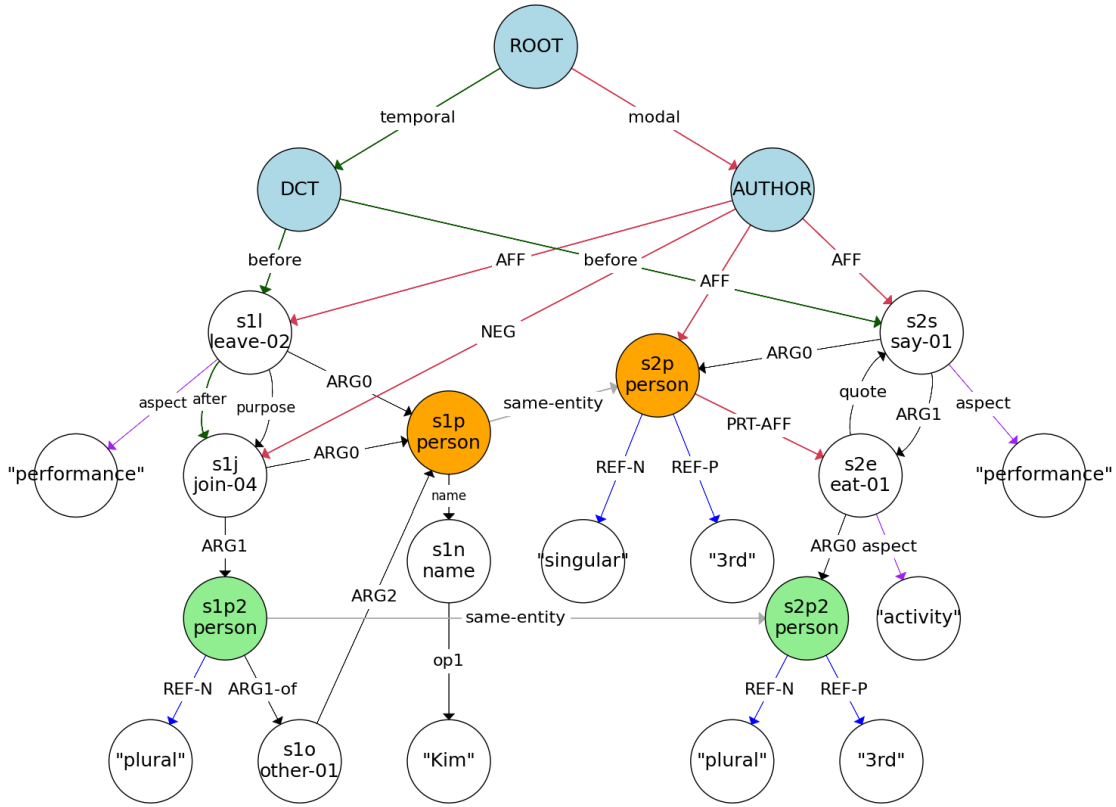 ROOT
temporal
modal
DCT
AUTHOR
before
AFF
before
AFF
AFF
s1l
leave-02
NEG
s2p
person
ARG0
s2s
say-01
aspect
after
purpose
ARG0
s1p
person
same-entity
PRT-AFF
quote
ARG1
aspect
"performance"
s1j
join-04
ARG0
name
REF-N
REF-P
s2e
eat-01
"performance"
ARG1
ARG2
s1n
name
"singular"
"3rd"
ARG0
aspect
s1p2
person
same-entity
s2p2
person
"activity"
REF-N
ARG1-of
op1
REF-N
REF-P
"plural"
s1o
other-01
"Kim"
"plural"
"3rd"